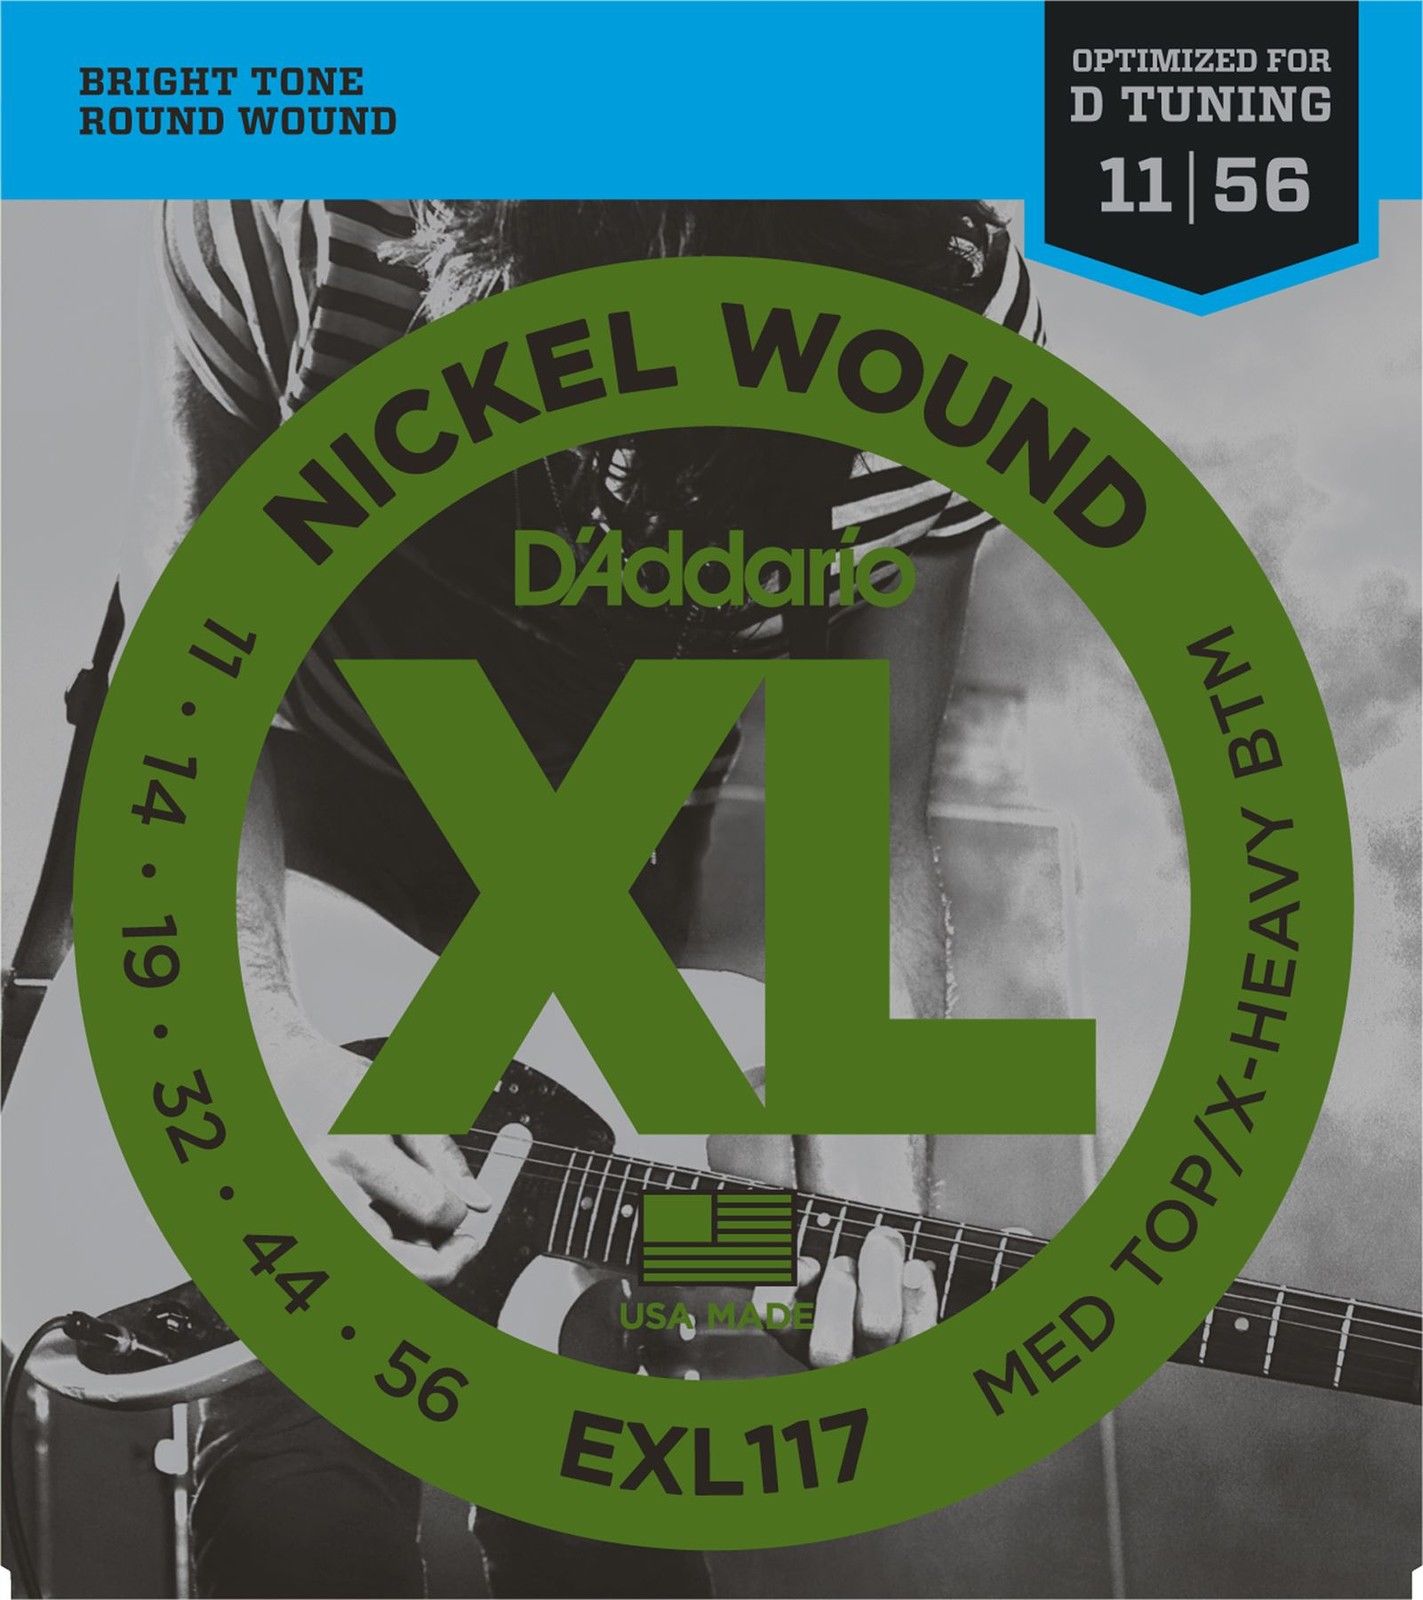 BRIGHT TONE
ROUND WOUND
OPTIMIZED FOR
D TUNING
11|56
NICKEL WOUND
D'Addario
XL
USA MADE
11 • 14 • 19 • 32 • 44 • 56
EXL117
MED TOP/X-HEAVY BTM